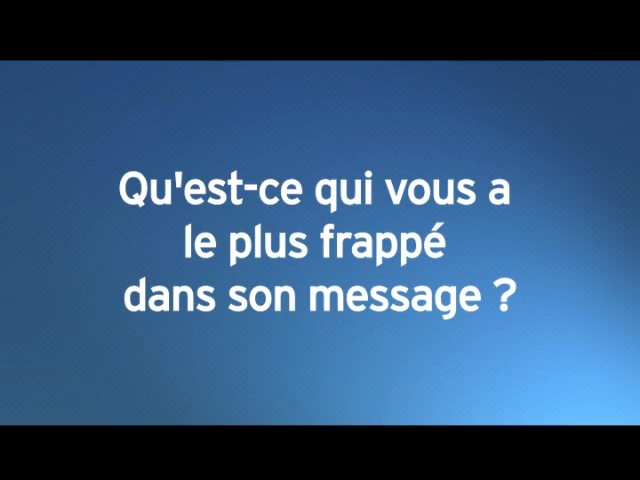 Qu'est-ce qui vous a
le plus frappé
dans son message ?